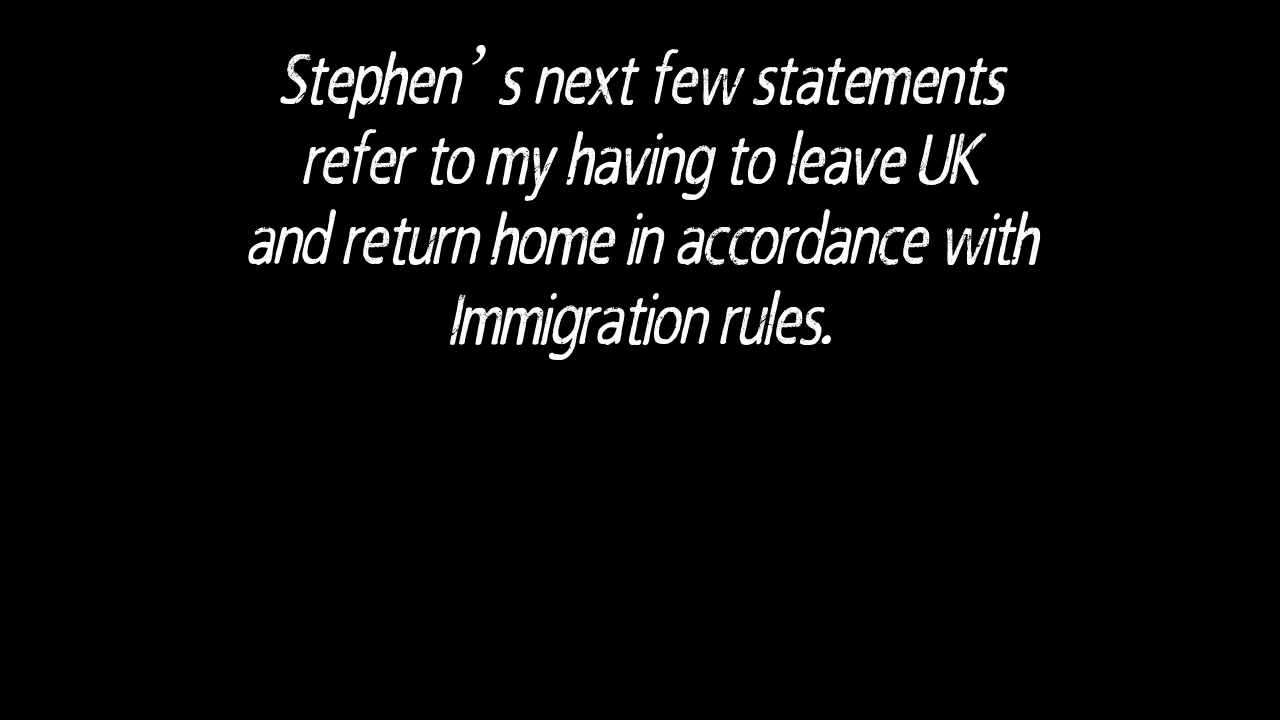 Stephen’s next few statements
refer to my having to leave UK
and return home in accordance with
Immigration rules.